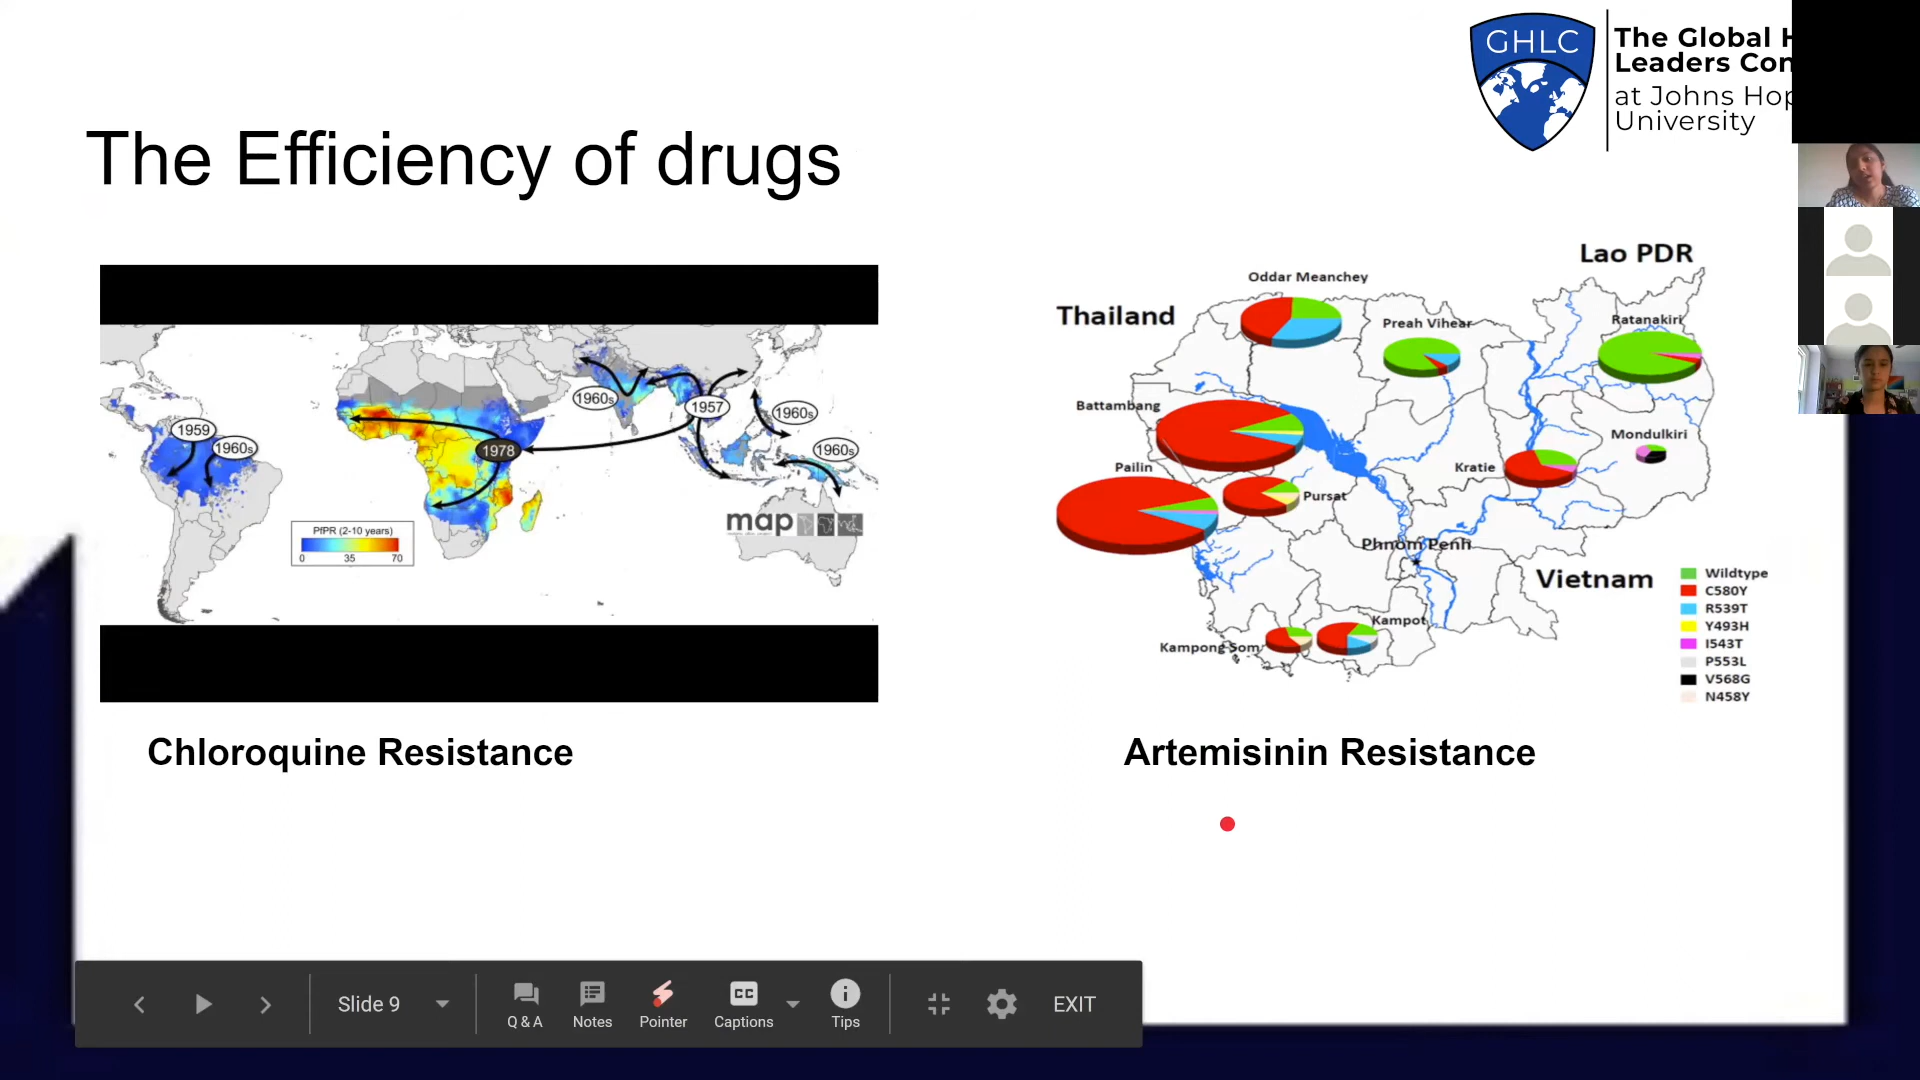 GHLC
The Global H
Leaders Con
at Johns Hop
University
The Efficiency of drugs
1959
1960s
1978
1960s
1957
1960s
1960s
PfPR (2-10 years)
0 35 70
map
Chloroquine Resistance
Lao PDR
Thailand
Oddar Meanchey
Preah Vihear
Ratanakiri
Battambang
Mondulkiri
Pailin
Kratie
Pursat
Phnom Penh
Vietnam
Kampot
Kampong Som
Wildtype
C580Y
R539T
Y493H
I543T
P553L
V568G
N458Y
Artemisinin Resistance
Slide 9
Q & A
Notes
Pointer
CC
Captions
Tips
EXIT